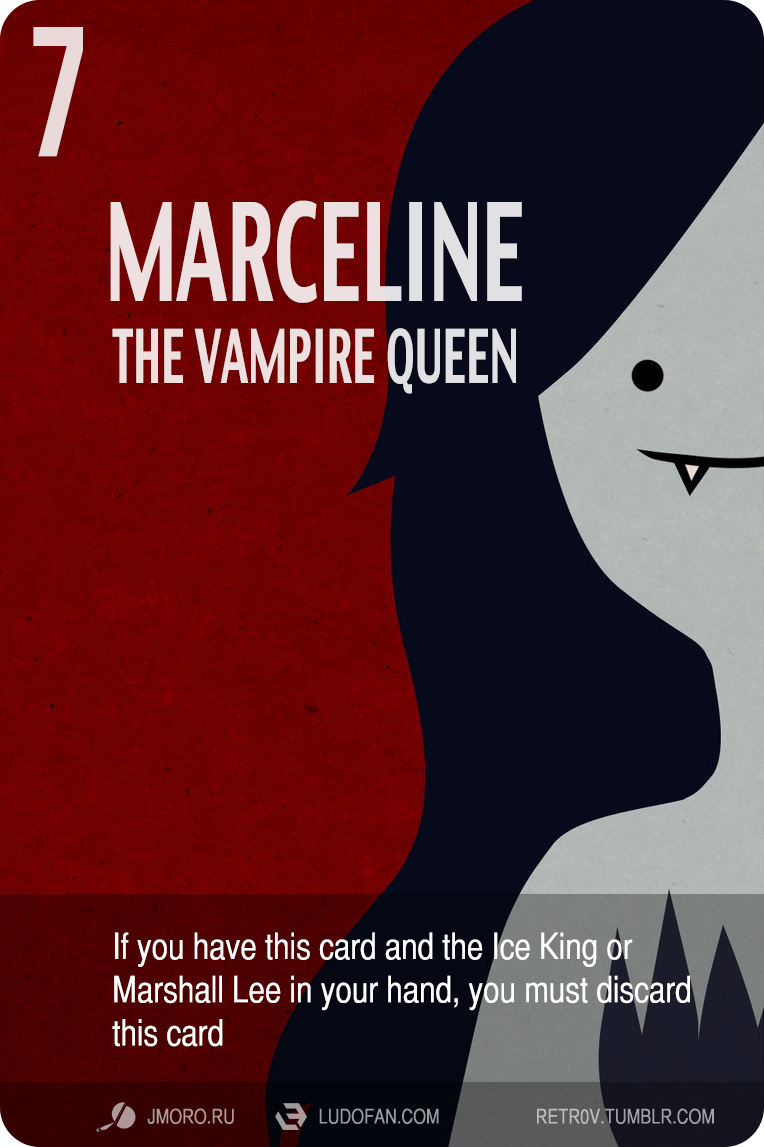 7
MARCELINE
THE VAMPIRE QUEEN
If you have this card and the Ice King or
Marshall Lee in your hand, you must discard
this card
JMORO.RU LUDOFAN.COM RETR0V.TUMBLR.COM